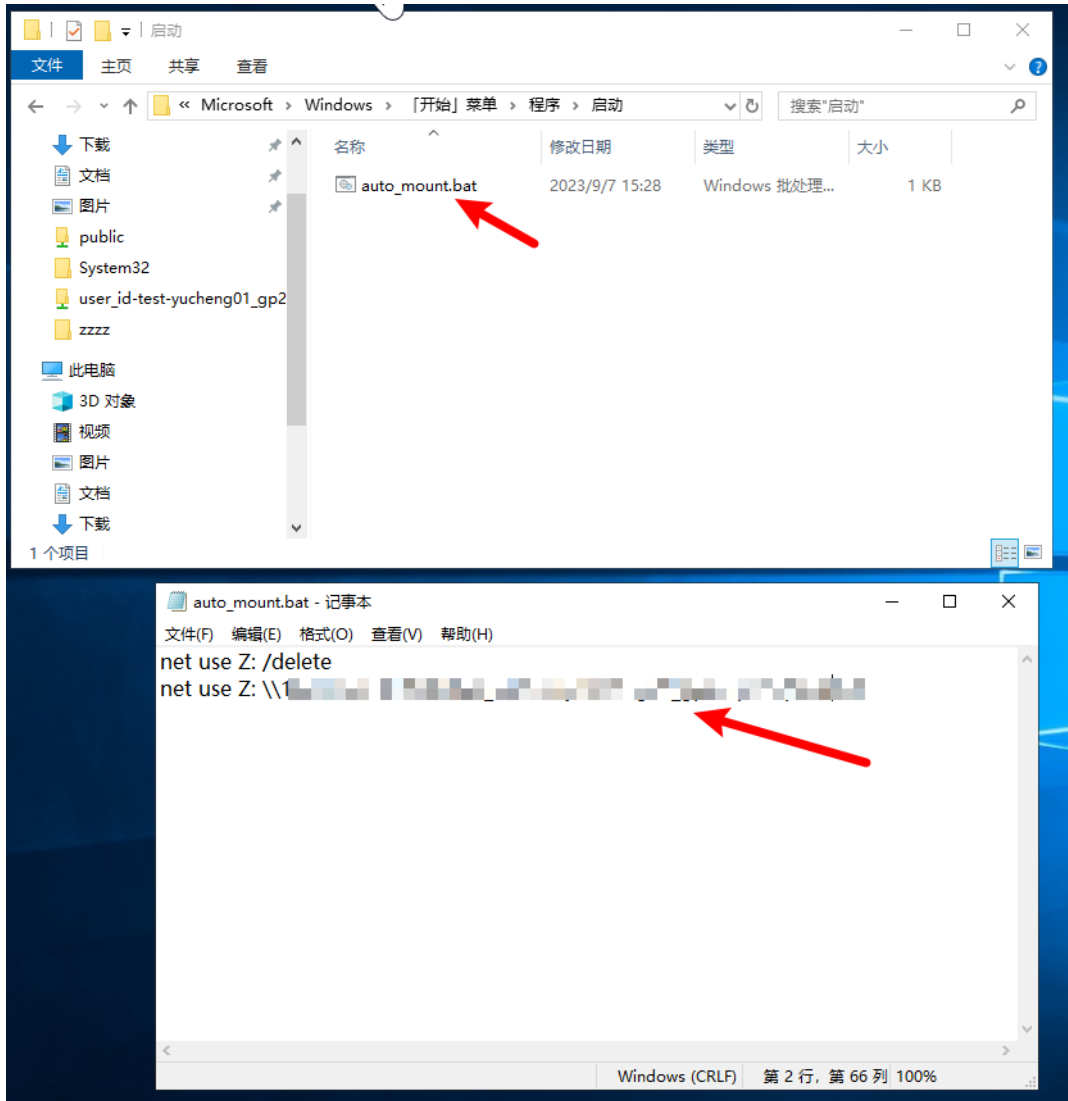 启动
文件 主页 共享 查看
« Microsoft › Windows › 「开始」菜单 › 程序 › 启动 搜索"启动"
名称 修改日期 类型 大小
auto_mount.bat 2023/9/7 15:28 Windows 批处理... 1 KB
下载
文档
图片
public
System32
user_id-test-yucheng01_gp2
zzzz
此电脑
3D 对象
视频
图片
文档
下载
1 个项目
auto_mount.bat - 记事本
文件(F) 编辑(E) 格式(O) 查看(V) 帮助(H)
net use Z: /delete
net use Z: \\1
Windows (CRLF) 第 2 行，第 66 列 100%